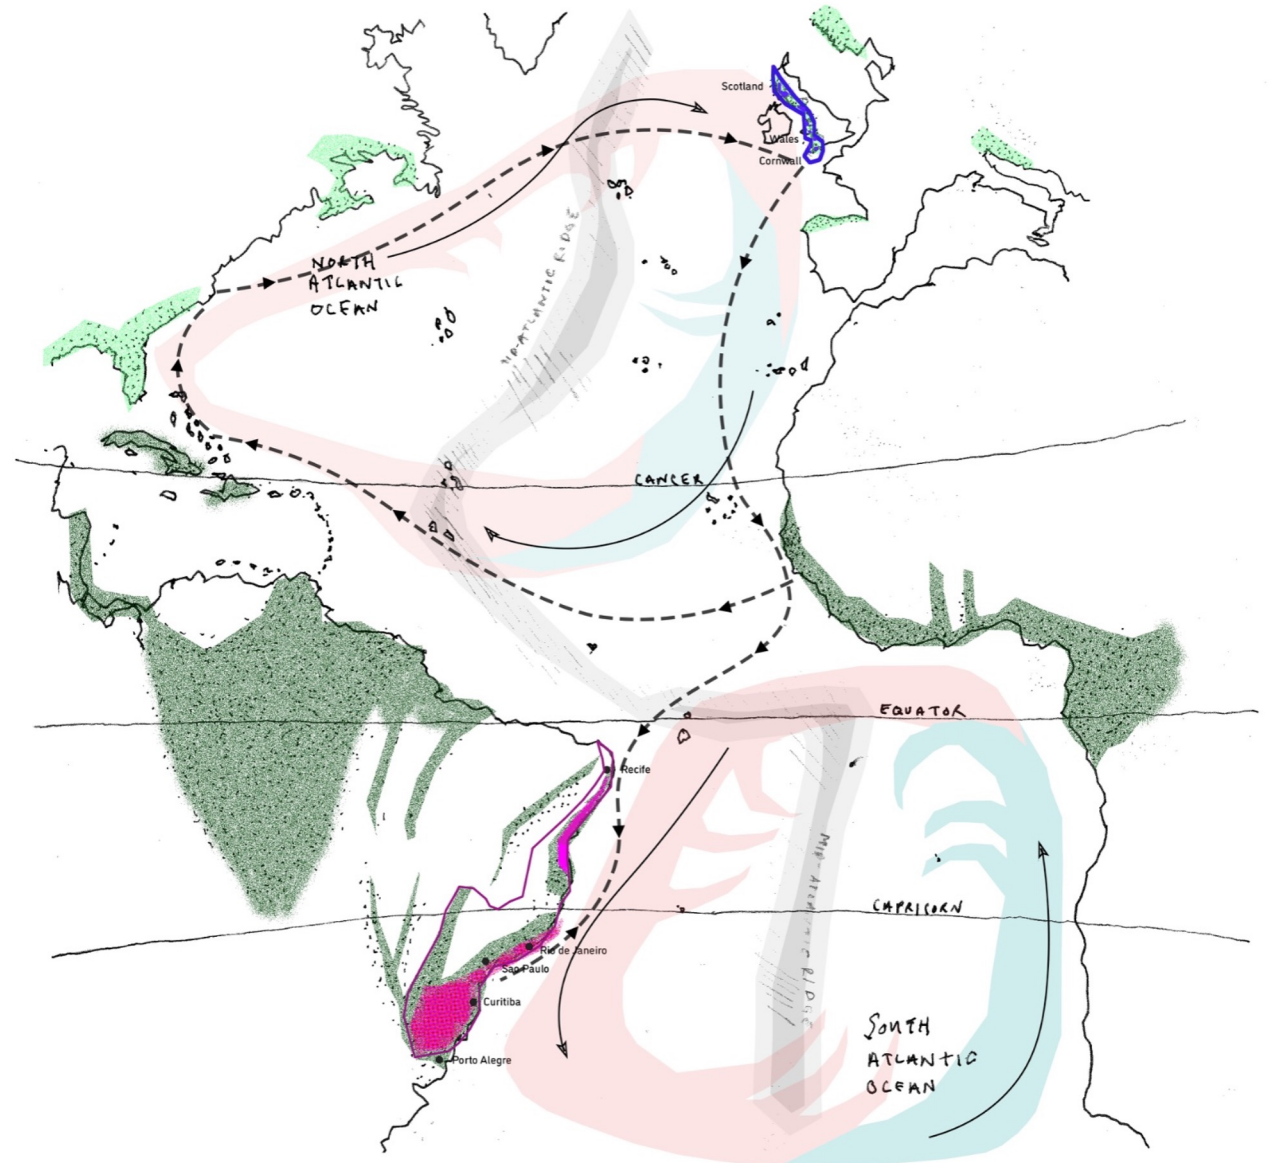 Scotland
Wales
Cornwall
NORTH
ATLANTIC
OCEAN
MID-ATLANTIC RIDGE
CANCER
EQUATOR
Recife
MID-ATLANTIC RIDGE
CAPRICORN
Rio de Janeiro
Sao Paulo
Curitiba
SOUTH
ATLANTIC
OCEAN
Porto Alegre